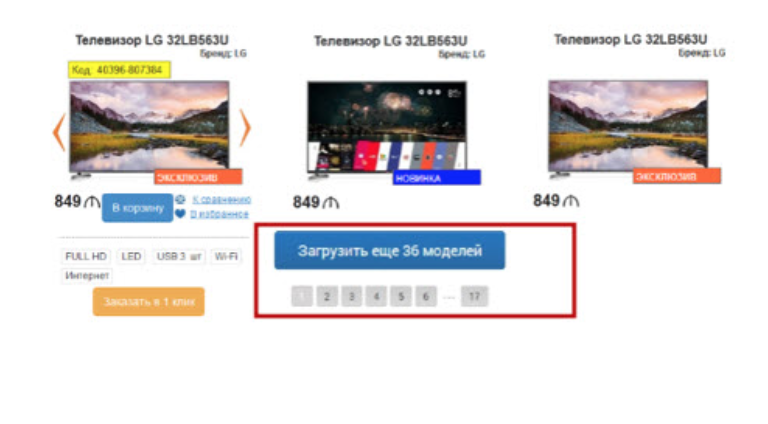 Телевизор LG 32LB563U
Бренд: LG
Код: 40396-807384
ЭКСКЛЮЗИВ
849 ₼
В корзину
К сравнению
В избранное
FULL HD LED USB 3 шт Wi-Fi
Интернет
Заказать в 1 клик
Телевизор LG 32LB563U
Бренд: LG
НОВИНКА
849 ₼
Телевизор LG 32LB563U
Бренд: LG
ЭКСКЛЮЗИВ
849 ₼
Загрузить еще 36 моделей
1 2 3 4 5 6 ... 17